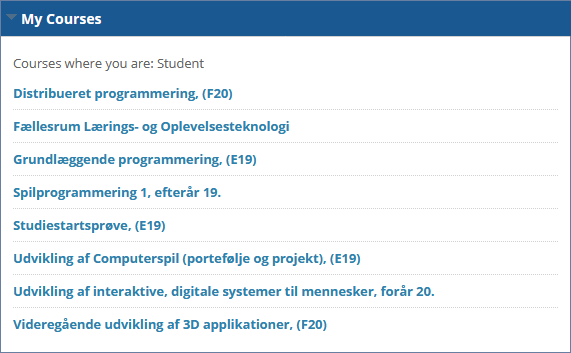 My Courses
Courses where you are: Student
Distribueret programmering, (F20)
Fællesrum Lærings- og Oplevelsesteknologi
Grundlæggende programmering, (E19)
Spilprogrammering 1, efterår 19.
Studiestartsprøve, (E19)
Udvikling af Computerspil (portefølje og projekt), (E19)
Udvikling af interaktive, digitale systemer til mennesker, forår 20.
Videregående udvikling af 3D applikationer, (F20)